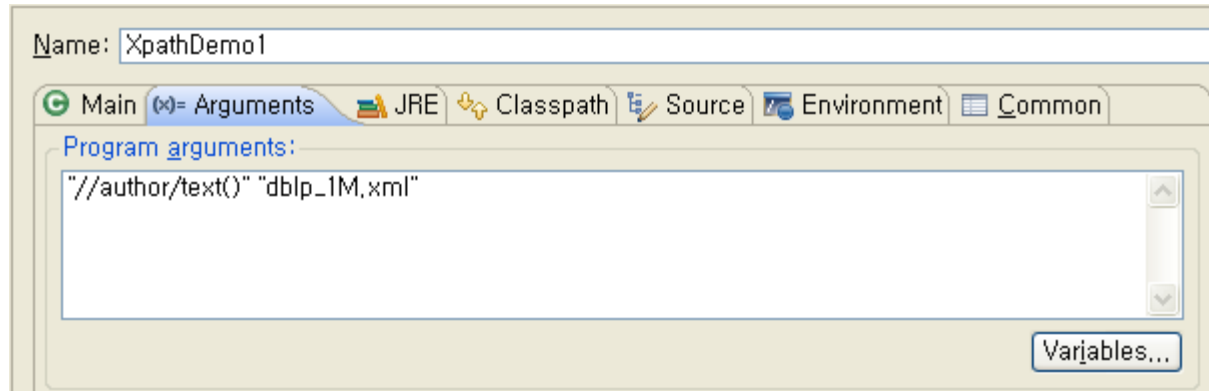 Name: XpathDemo1
Main (x)= Arguments JRE Classpath Source Environment Common
Program arguments:
"//author/text()" "dblp_1M.xml"
Variables...